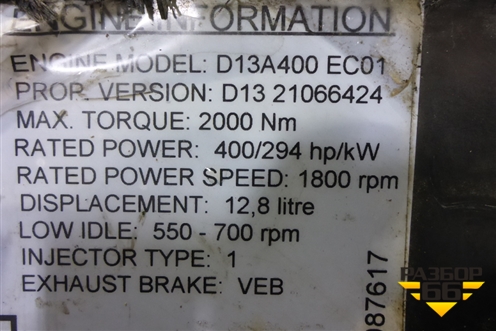 ENGINE INFORMATION
ENGINE MODEL: D13A400 EC01
PROP. VERSION: D13 21066424
MAX. TORQUE: 2000 Nm
RATED POWER: 400/294 hp/kW
RATED POWER SPEED: 1800 rpm
DISPLACEMENT: 12,8 litre
LOW IDLE: 550 - 700 rpm
INJECTOR TYPE: 1
EXHAUST BRAKE: VEB
087617
РАЗБОР
66